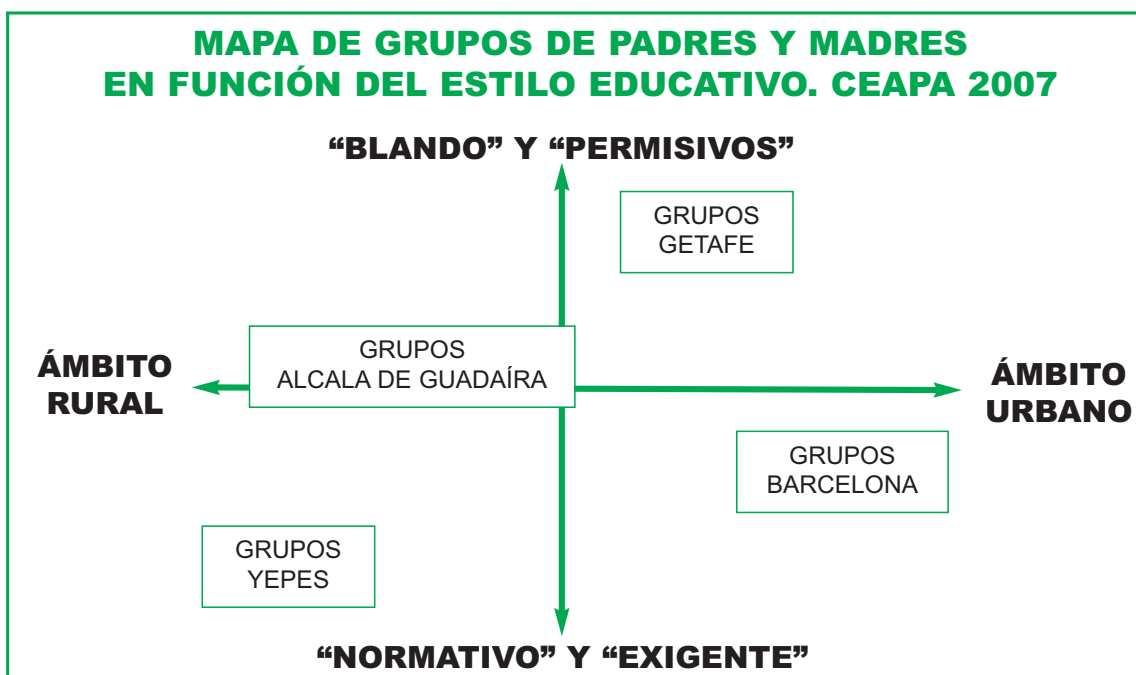 MAPA DE GRUPOS DE PADRES Y MADRES
EN FUNCIÓN DEL ESTILO EDUCATIVO. CEAPA 2007
“BLANDO” Y “PERMISIVOS”
GRUPOS
GETAFE
GRUPOS
ALCALA DE GUADAÍRA
ÁMBITO
RURAL
ÁMBITO
URBANO
GRUPOS
BARCELONA
GRUPOS
YEPES
“NORMATIVO” Y “EXIGENTE”